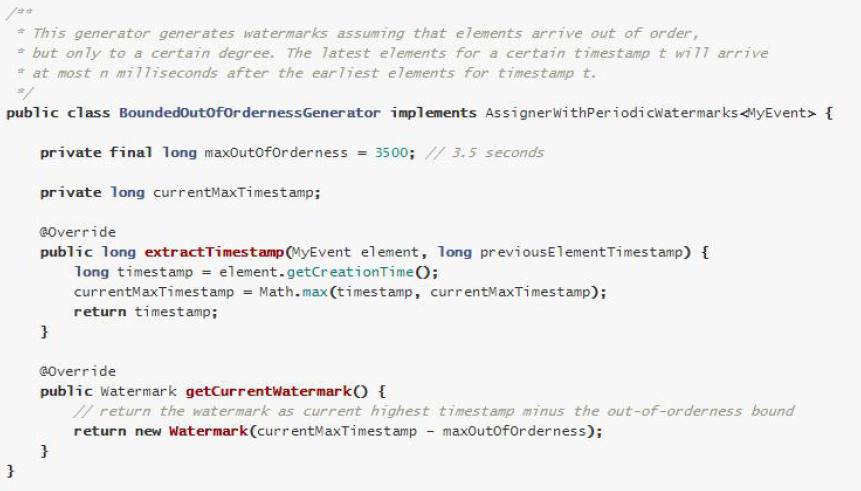 /**
 * This generator generates watermarks assuming that elements arrive out of order,
 * but only to a certain degree. The latest elements for a certain timestamp t will arrive
 * at most n milliseconds after the earliest elements for timestamp t.
 */
public class BoundedOutOfOrdernessGenerator implements AssignerWithPeriodicWatermarks<MyEvent> {

    private final long maxOutOfOrderness = 3500; // 3.5 seconds

    private long currentMaxTimestamp;

    @Override
    public long extractTimestamp(MyEvent element, long previousElementTimestamp) {
        long timestamp = element.getCreationTime();
        currentMaxTimestamp = Math.max(timestamp, currentMaxTimestamp);
        return timestamp;
    }

    @Override
    public Watermark getCurrentWatermark() {
        // return the watermark as current highest timestamp minus the out-of-orderness bound
        return new Watermark(currentMaxTimestamp - maxOutOfOrderness);
    }
}